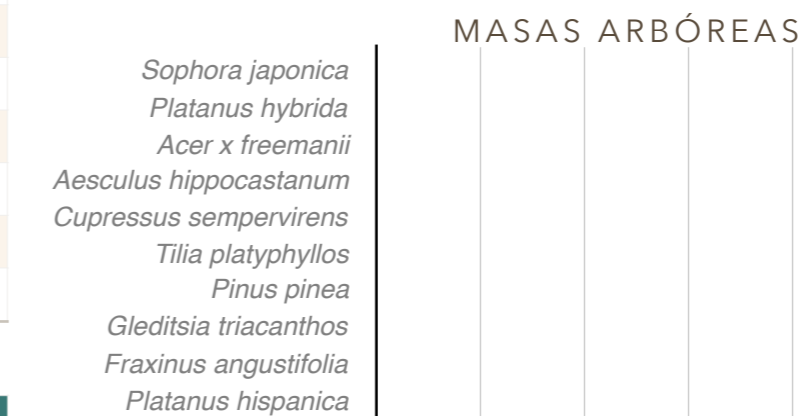 MASAS ARBÓREAS
Sophora japonica
Platanus hybrida
Acer x freemanii
Aesculus hippocastanum
Cupressus sempervirens
Tilia platyphyllos
Pinus pinea
Gleditsia triacanthos
Fraxinus angustifolia
Platanus hispanica